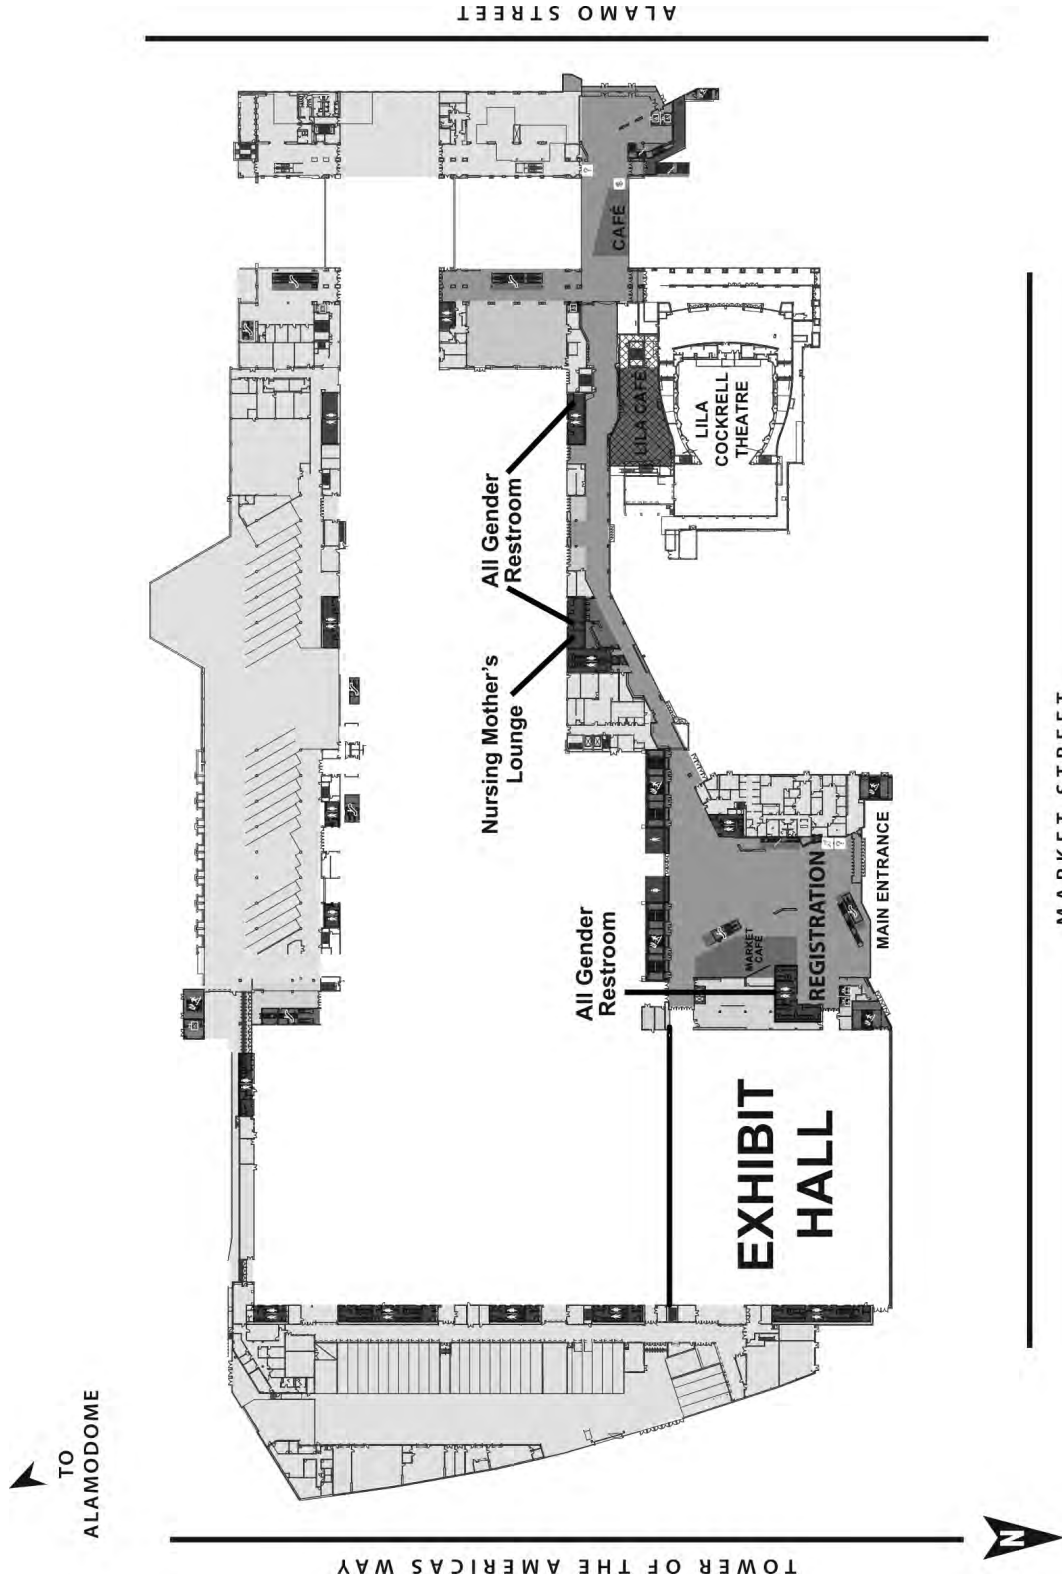 ALAMO STREET
CAFÉ
LILA CAFÉ
LILA
COCKRELL
THEATRE
All Gender
Restroom
Nursing Mother's
Lounge
All Gender
Restroom
MARKET
CAFÉ
REGISTRATION
MAIN ENTRANCE
EXHIBIT
HALL
MARKET STREET
TO
ALAMODOME
TOWER OF THE AMERICAS WAY
N